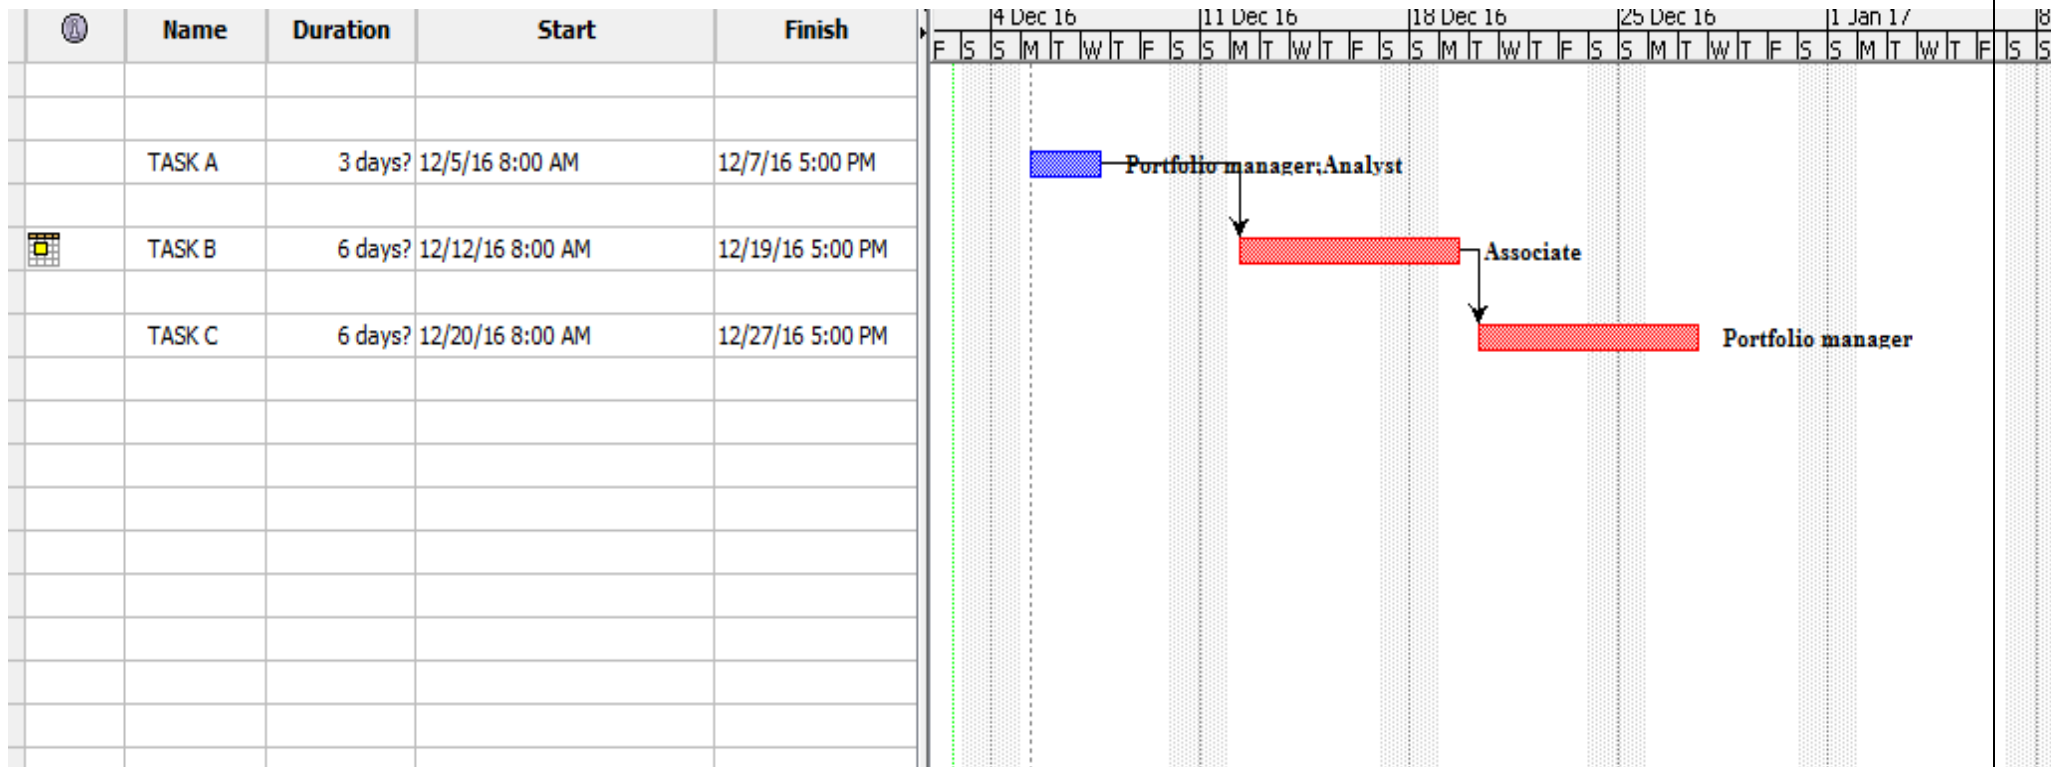 Name Duration Start Finish
4 Dec 16 11 Dec 16 18 Dec 16 25 Dec 16 1 Jan 17 8
F S S M T W T F S S M T W T F S S M T W T F S S M T W T F S S M T W T F S
TASK A 3 days? 12/5/16 8:00 AM 12/7/16 5:00 PM Portfolio manager;Analyst
TASK B 6 days? 12/12/16 8:00 AM 12/19/16 5:00 PM Associate
TASK C 6 days? 12/20/16 8:00 AM 12/27/16 5:00 PM Portfolio manager